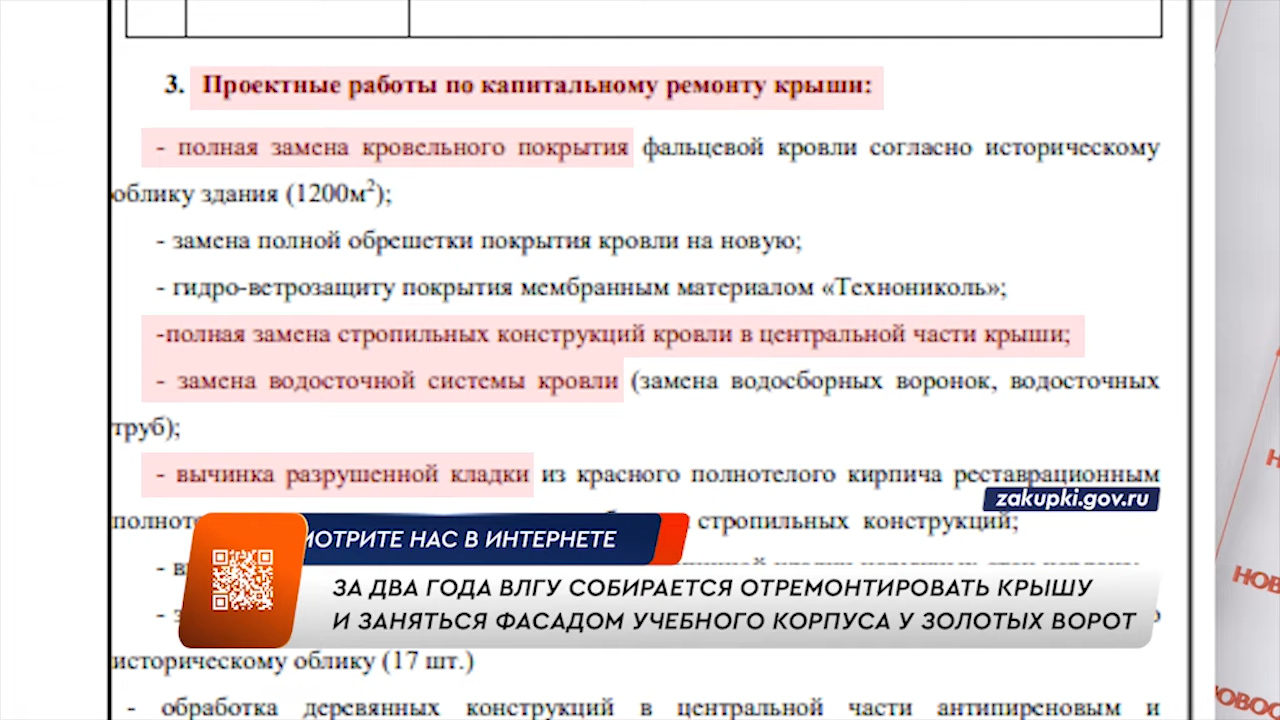 3. Проектные работы по капитальному ремонту крыши:
- полная замена кровельного покрытия фальцевой кровли согласно историческому
облику здания (1200м²);
- замена полной обрешетки покрытия кровли на новую;
- гидро-ветрозащиту покрытия мембранным материалом «Технониколь»;
-полная замена стропильных конструкций кровли в центральной части крыши;
- замена водосточной системы кровли (замена водосборных воронок, водосточных
труб);
- вычинка разрушенной кладки из красного полнотелого кирпича реставрационным
zakupki.gov.ru
стропильных конструкций;
МОТРИТЕ НАС В ИНТЕРНЕТЕ
ЗА ДВА ГОДА ВЛГУ СОБИРАЕТСЯ ОТРЕМОНТИРОВАТЬ КРЫШУ
И ЗАНЯТЬСЯ ФАСАДОМ УЧЕБНОГО КОРПУСА У ЗОЛОТЫХ ВОРОТ
историческому облику (17 шт.)
- обработка деревянных конструкций в центральной части антипиреновым и